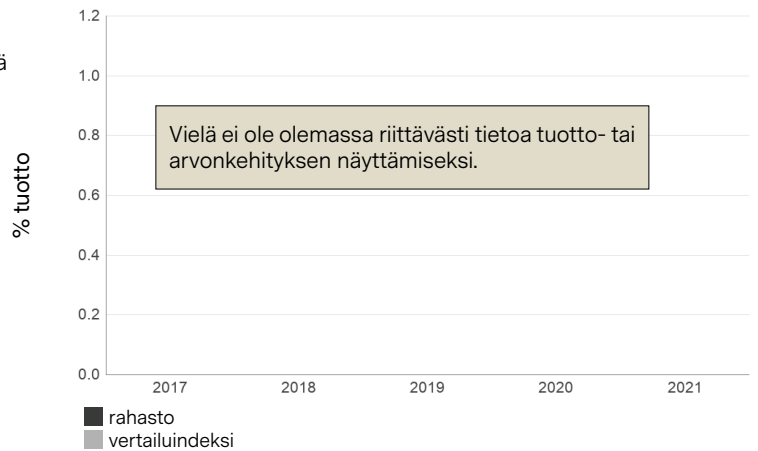 1.2
ä
1.0
Vielä ei ole olemassa riittävästi tietoa tuotto- tai
arvonkehityksen näyttämiseksi.
0.8
0.6
% tuotto
0.4
0.2
0.0
2017 2018 2019 2020 2021
rahasto
vertailuindeksi